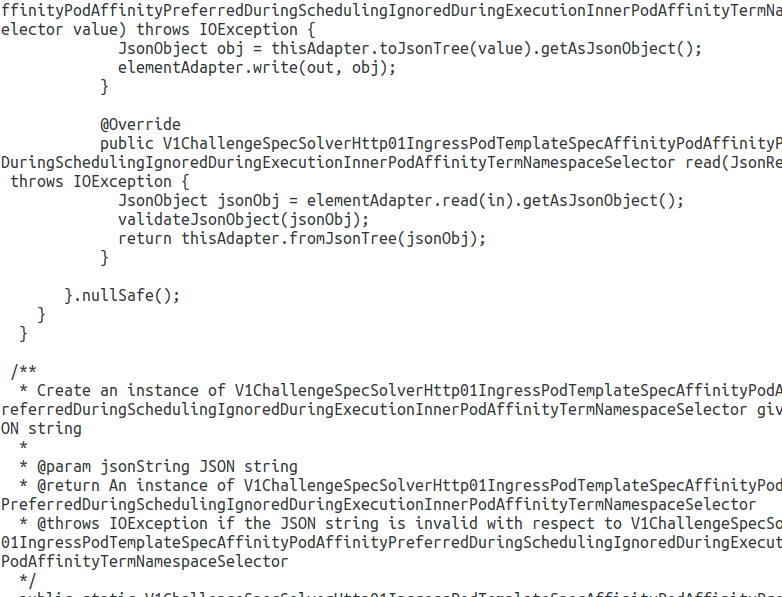 ffinityPodAffinityPreferredDuringSchedulingIgnoredDuringExecutionInnerPodAffinityTermNa
elector value) throws IOException {
             JsonObject obj = thisAdapter.toJsonTree(value).getAsJsonObject();
             elementAdapter.write(out, obj);
           }

           @Override
           public V1ChallengeSpecSolverHttp01IngressPodTemplateSpecAffinityPodAffinityP
DuringSchedulingIgnoredDuringExecutionInnerPodAffinityTermNamespaceSelector read(JsonRe
 throws IOException {
             JsonObject jsonObj = elementAdapter.read(in).getAsJsonObject();
             validateJsonObject(jsonObj);
             return thisAdapter.fromJsonTree(jsonObj);
           }

       }.nullSafe();
    }
  }

 /**
  * Create an instance of V1ChallengeSpecSolverHttp01IngressPodTemplateSpecAffinityPodA
referredDuringSchedulingIgnoredDuringExecutionInnerPodAffinityTermNamespaceSelector giv
ON string
  *
  * @param jsonString JSON string
  * @return An instance of V1ChallengeSpecSolverHttp01IngressPodTemplateSpecAffinityPod
PreferredDuringSchedulingIgnoredDuringExecutionInnerPodAffinityTermNamespaceSelector
  * @throws IOException if the JSON string is invalid with respect to V1ChallengeSpecSo
01IngressPodTemplateSpecAffinityPodAffinityPreferredDuringSchedulingIgnoredDuringExecut
PodAffinityTermNamespaceSelector
  */
  public static V1ChallengeSpecSolverHttp01IngressPodTemplateSpecAffinityPodAffinityPre